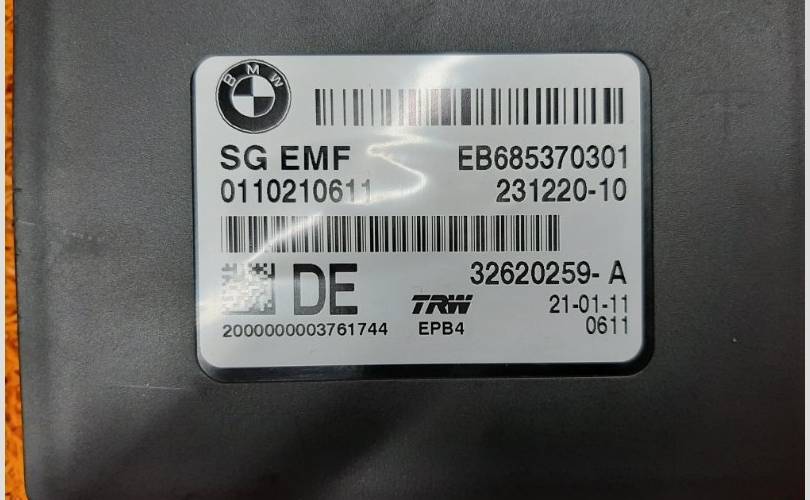 BMW
SG EMF EB685370301
0110210611 231220-10
DE 32620259- A
TRW 21-01-11
2000000003761744 EPB4 0611